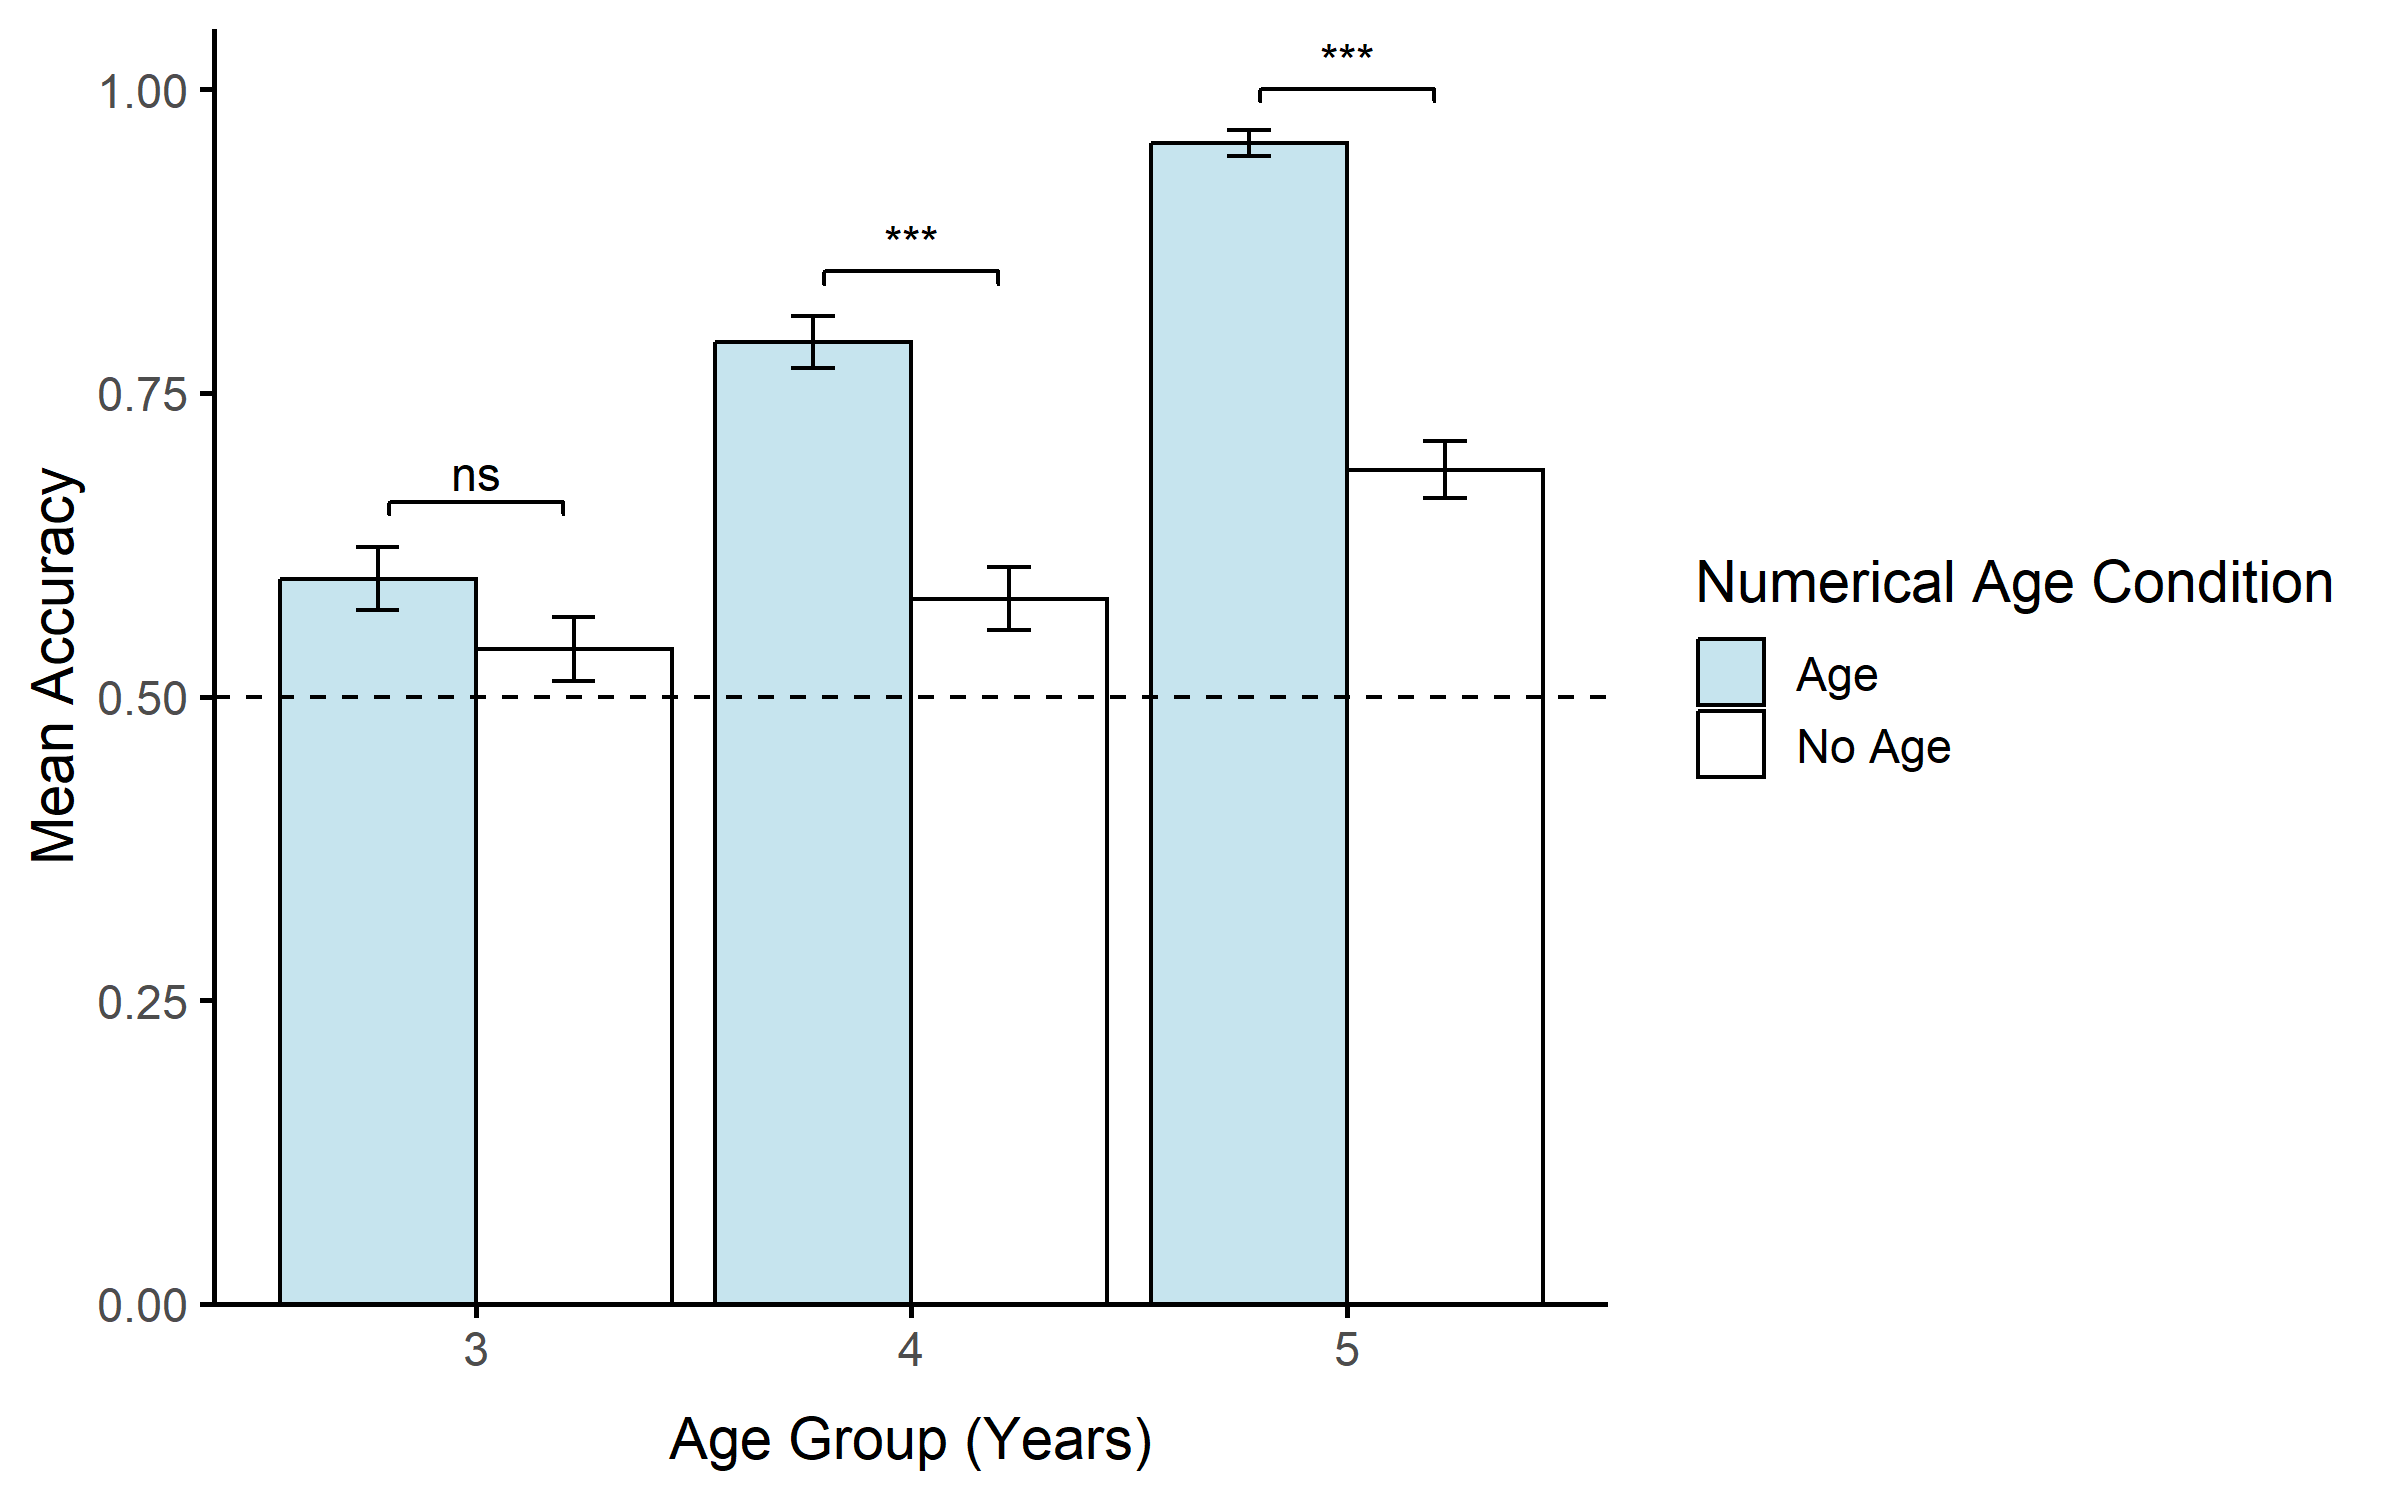 ***
1.00
***
0.75
ns
Mean Accuracy
0.50
0.25
0.00
3
4
5
Age Group (Years)
Numerical Age Condition
Age
No Age